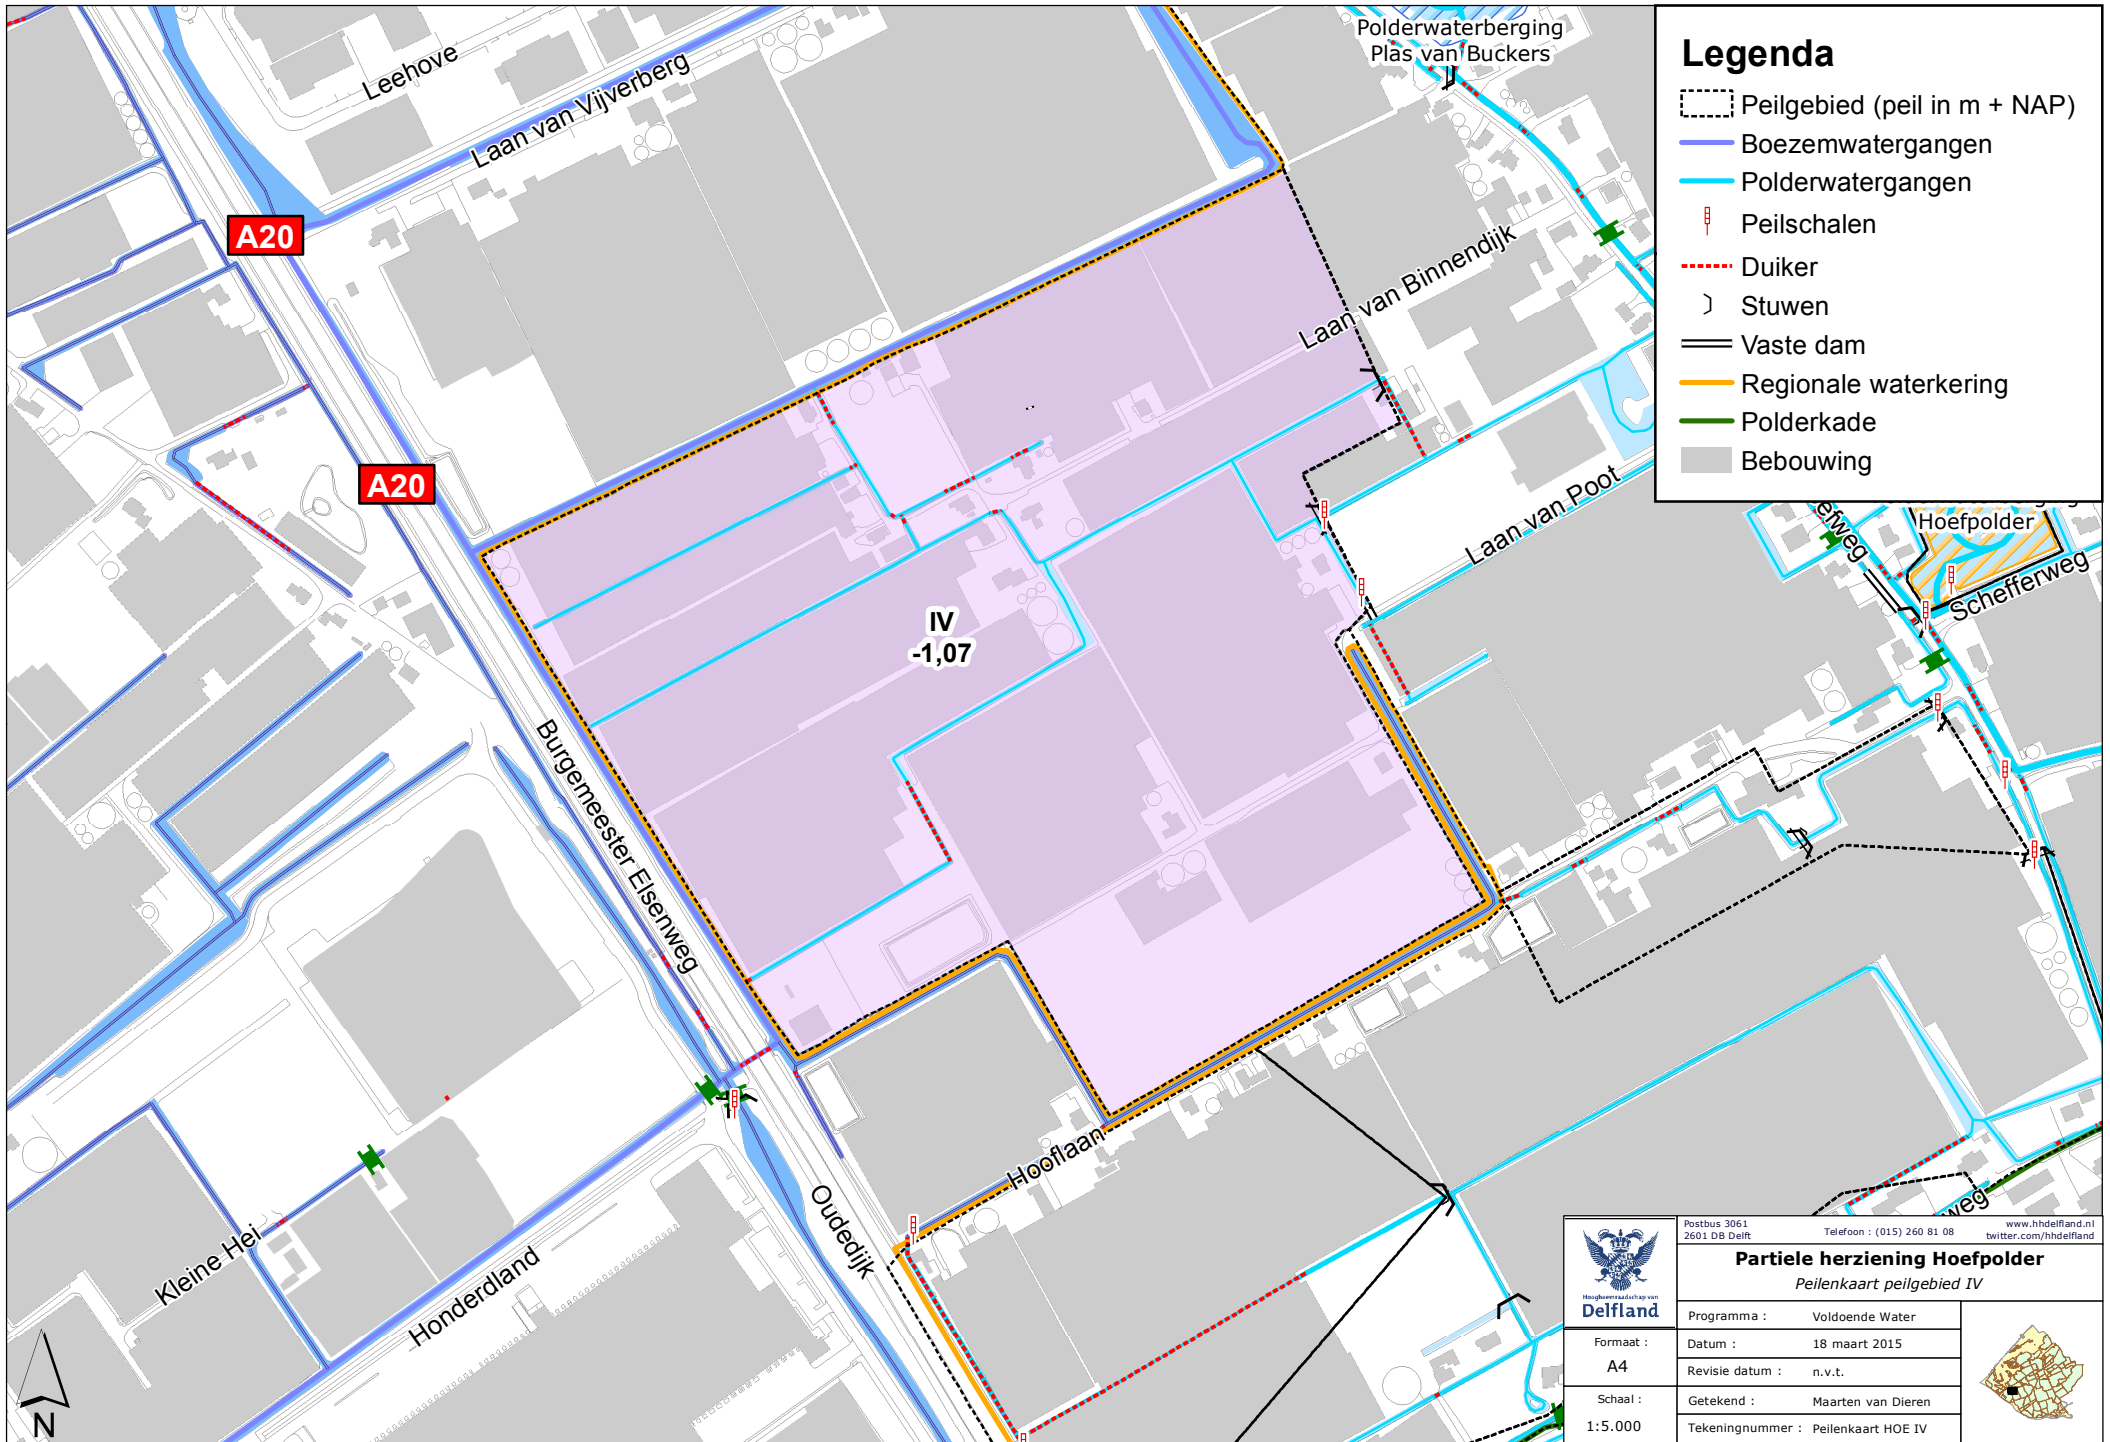 Leehove
Laan van Vijverberg
A20
A20
Polderwaterberging
Plas van Buckers
Laan van Binnendijk
Laan van Poot
Hoefpolder
Schefferweg
IV
-1,07
Burgemeester Elsenweg
Oudedijk
Hooflaan
Kleine Hei
Honderdland
N
Legenda
Peilgebied (peil in m + NAP)
Boezemwatergangen
Polderwatergangen
Peilschalen
Duiker
Stuwen
Vaste dam
Regionale waterkering
Polderkade
Bebouwing
Hoogheemraadschap van
Delfland
Postbus 3061
2601 DB Delft
Telefoon : (015) 260 81 08
www.hhdelfland.nl
twitter.com/hhdelfland
Partiele herziening Hoefpolder
Peilenkaart peilgebied IV
Formaat :
A4
Schaal :
1:5.000
Programma : Voldoende Water
Datum : 18 maart 2015
Revisie datum : n.v.t.
Getekend : Maarten van Dieren
Tekeningnummer : Peilenkaart HOE IV